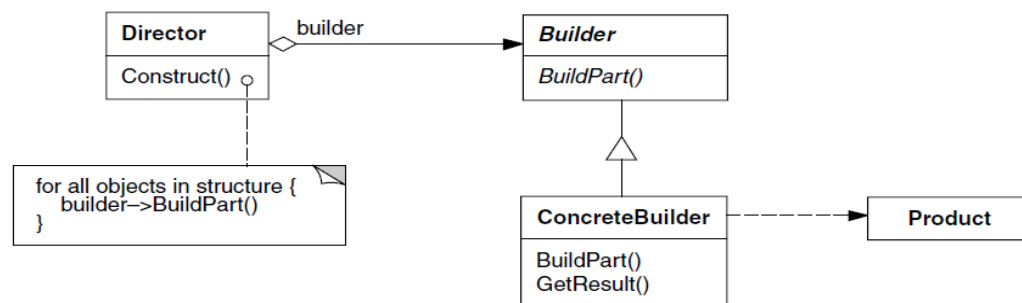 Director
builder
Builder
Construct()
BuildPart()
for all objects in structure {
builder–>BuildPart()
}
ConcreteBuilder
Product
BuildPart()
GetResult()